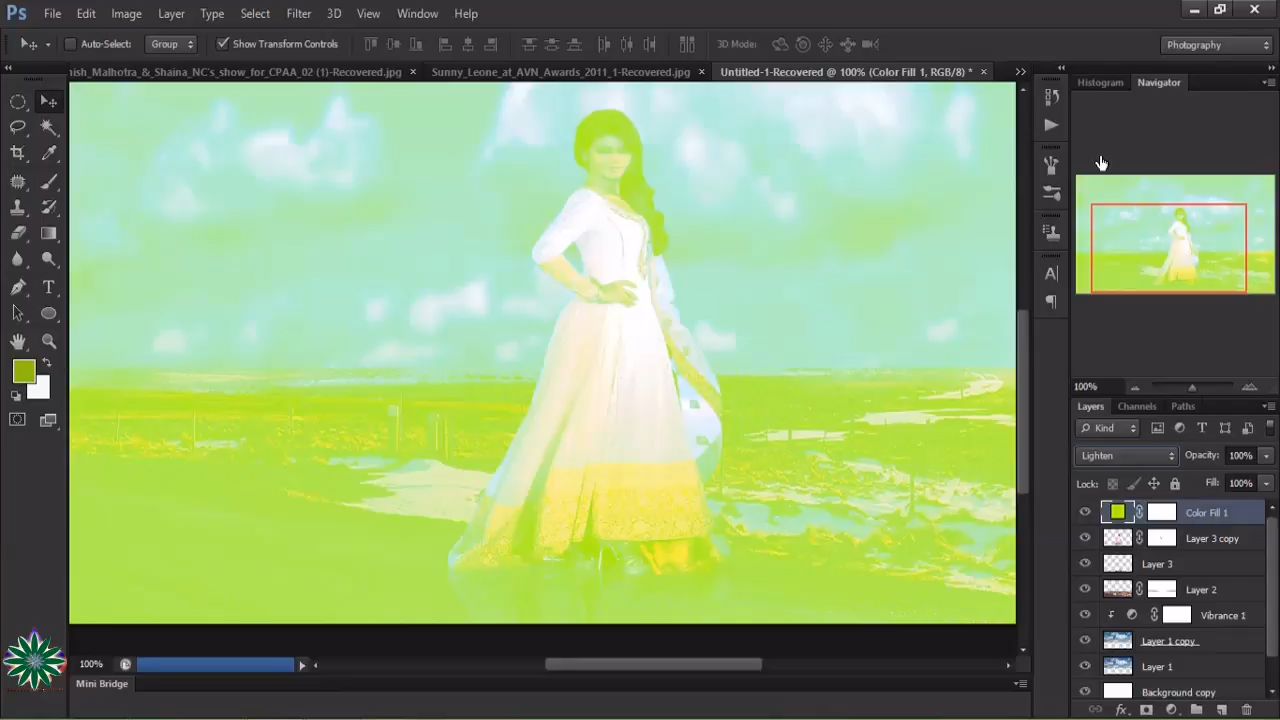 Ps File Edit Image Layer Type Select Filter 3D View Window Help
Auto-Select: Group Show Transform Controls 3D Mode: Photography
ish_Malhotra_&_Shaina_NC's_show_for_CPAA_02 (1)-Recovered.jpg × Sunny_Leone_at_AVN_Awards_2011_1-Recovered.jpg × Untitled-1-Recovered @ 100% (Color Fill 1, RGB/8) * ×
Histogram Navigator
100%
Layers Channels Paths
Kind
Lighten Opacity: 100%
Lock: Fill: 100%
Color Fill 1
Layer 3 copy
Layer 3
Layer 2
Vibrance 1
Layer 1 copy
Layer 1
Background copy
100%
Mini Bridge